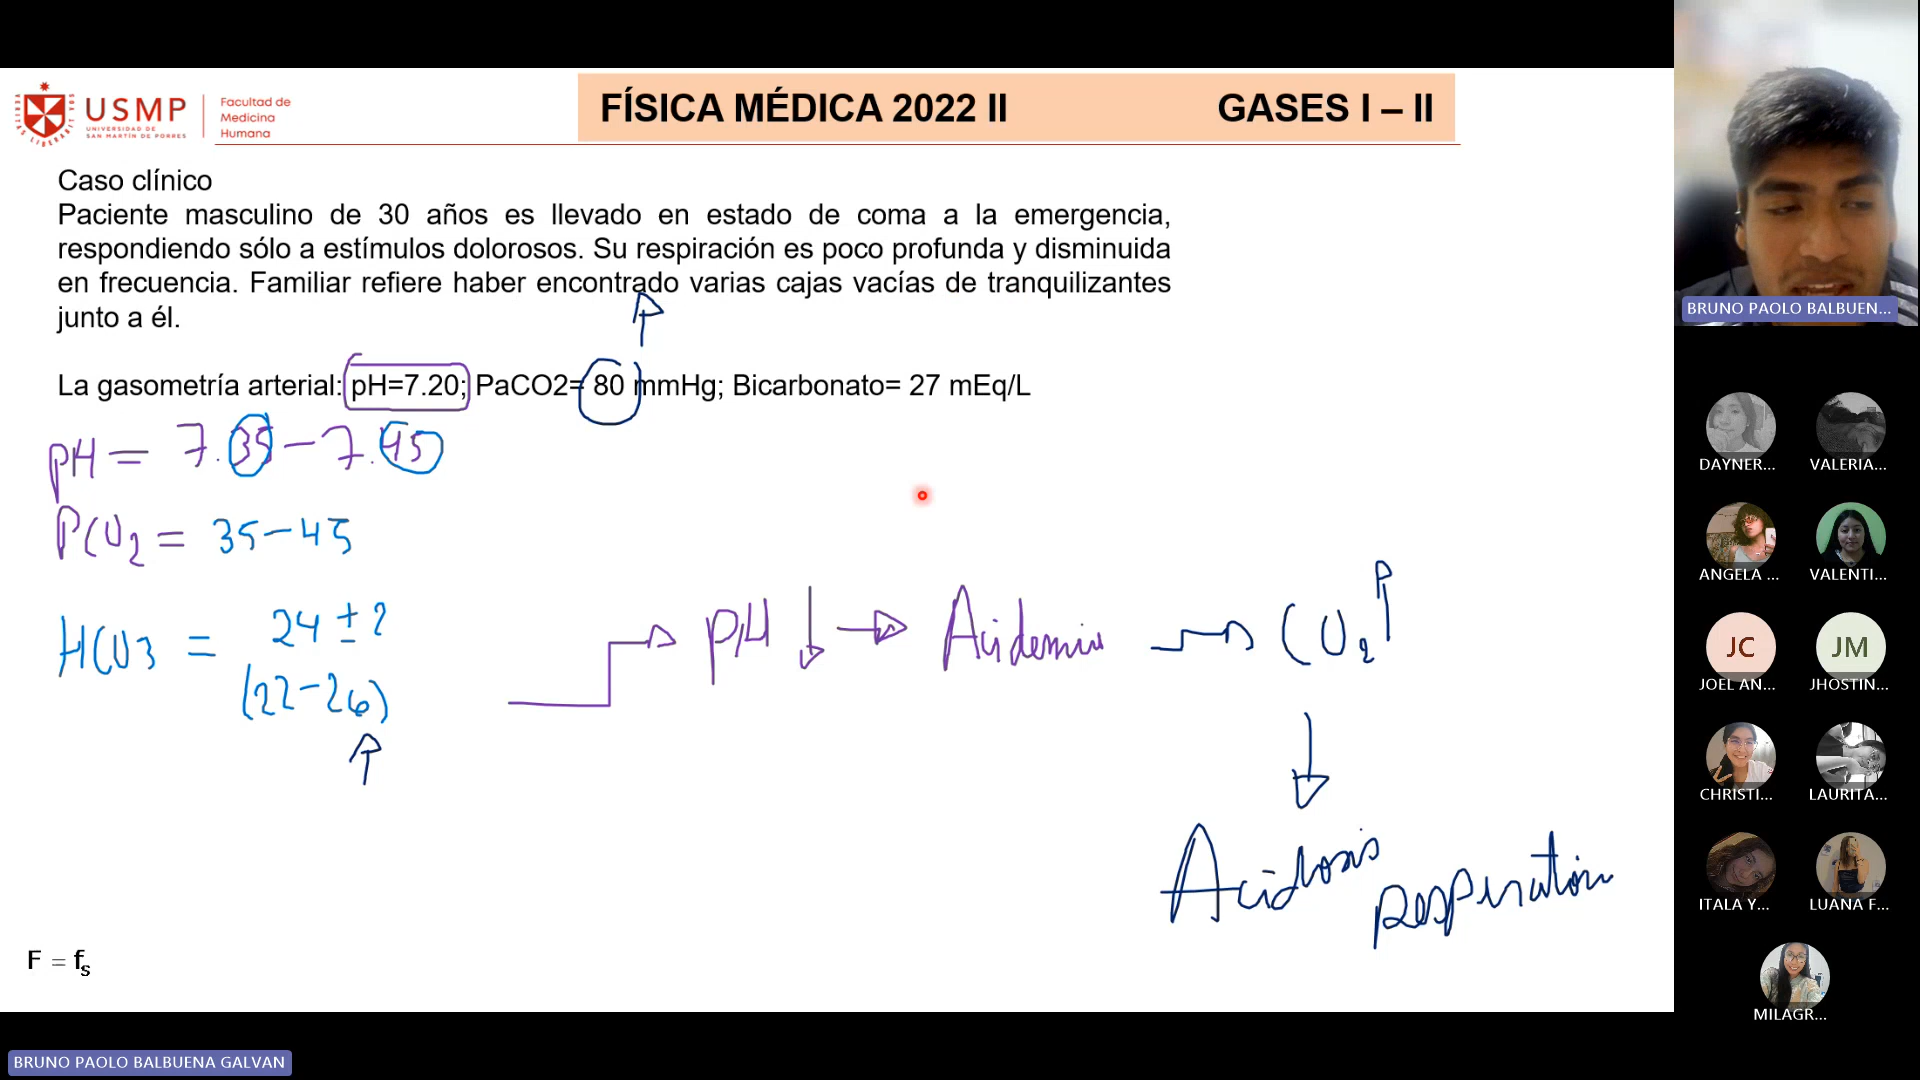 USMP
UNIVERSIDAD DE
SAN MARTÍN DE PORRES
Facultad de
Medicina
Humana
FÍSICA MÉDICA 2022 II GASES I – II
Caso clínico
Paciente masculino de 30 años es llevado en estado de coma a la emergencia,
respondiendo sólo a estímulos dolorosos. Su respiración es poco profunda y disminuida
en frecuencia. Familiar refiere haber encontrado varias cajas vacías de tranquilizantes
junto a él.
La gasometría arterial: pH=7.20; PaCO2= 80 mmHg; Bicarbonato= 27 mEq/L
pH = 7.35 – 7.45
PCO2 = 35 – 45
HCO3 = 24 ± 2
(22 – 26)
pH ↓ → Acidemia → CO2 ↑
Acidosis
respiratoria
F = fs
BRUNO PAOLO BALBUEN...
DAYNER...
VALERIA...
ANGELA ...
VALENTI...
JC
JM
JOEL AN...
JHOSTIN...
CHRISTI...
LAURITA...
ITALA Y...
LUANA F...
MILAGR...
BRUNO PAOLO BALBUENA GALVAN